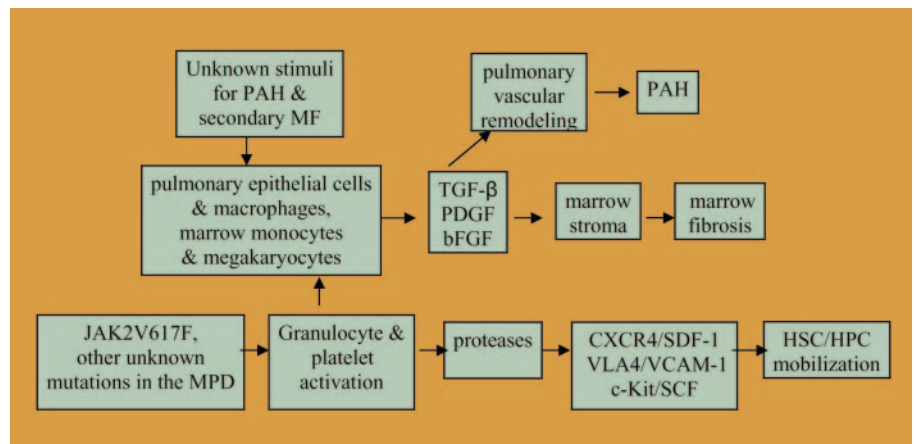 Unknown stimuli
for PAH &
secondary MF
pulmonary
vascular
remodeling
PAH
pulmonary epithelial cells
& macrophages,
marrow monocytes
& megakaryocytes
TGF-β
PDGF
bFGF
marrow
stroma
marrow
fibrosis
JAK2V617F,
other unknown
mutations in the MPD
Granulocyte &
platelet
activation
proteases
CXCR4/SDF-1
VLA4/VCAM-1
c-Kit/SCF
HSC/HPC
mobilization